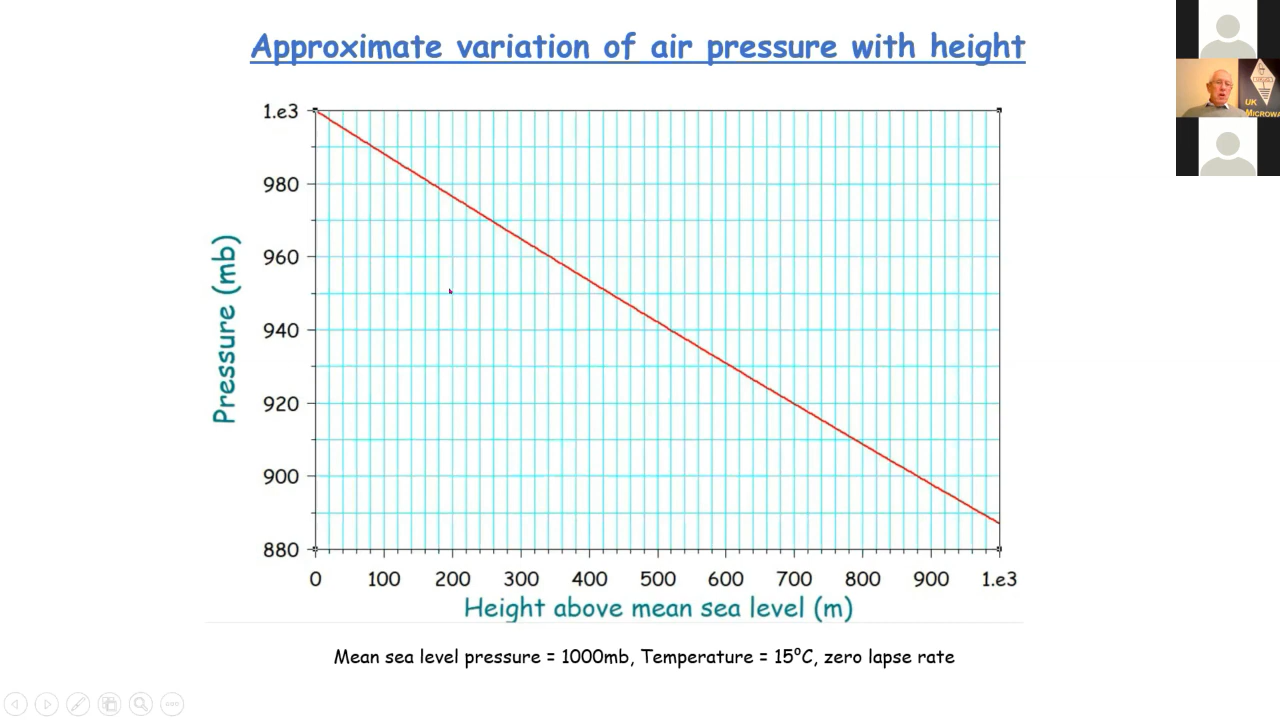 Approximate variation of air pressure with height
1.e3
980
960
940
920
900
880
Pressure (mb)
0 100 200 300 400 500 600 700 800 900 1.e3
Height above mean sea level (m)
Mean sea level pressure = 1000mb, Temperature = 15°C, zero lapse rate
UK
MICROWA